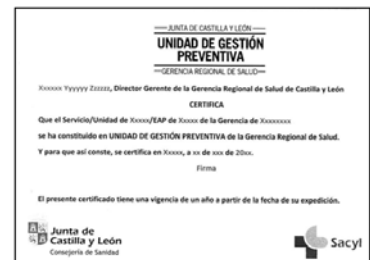 JUNTA DE CASTILLA Y LEÓN
UNIDAD DE GESTIÓN
PREVENTIVA
GERENCIA REGIONAL DE SALUD
Xxxxxx Yyyyyy Zzzzzz, Director Gerente de la Gerencia Regional de Salud de Castilla y León
CERTIFICA
Que el Servicio/Unidad de Xxxxx/EAP de Xxxxx de la Gerencia de Xxxxxxxx
se ha constituido en UNIDAD DE GESTIÓN PREVENTIVA de la Gerencia Regional de Salud.
Y para que así conste, se certifica en Xxxxx, a xx de xxx de 20xx.
Firma
El presente certificado tiene una vigencia de un año a partir de la fecha de su expedición.
Junta de
Castilla y León
Consejería de Sanidad
Sacyl